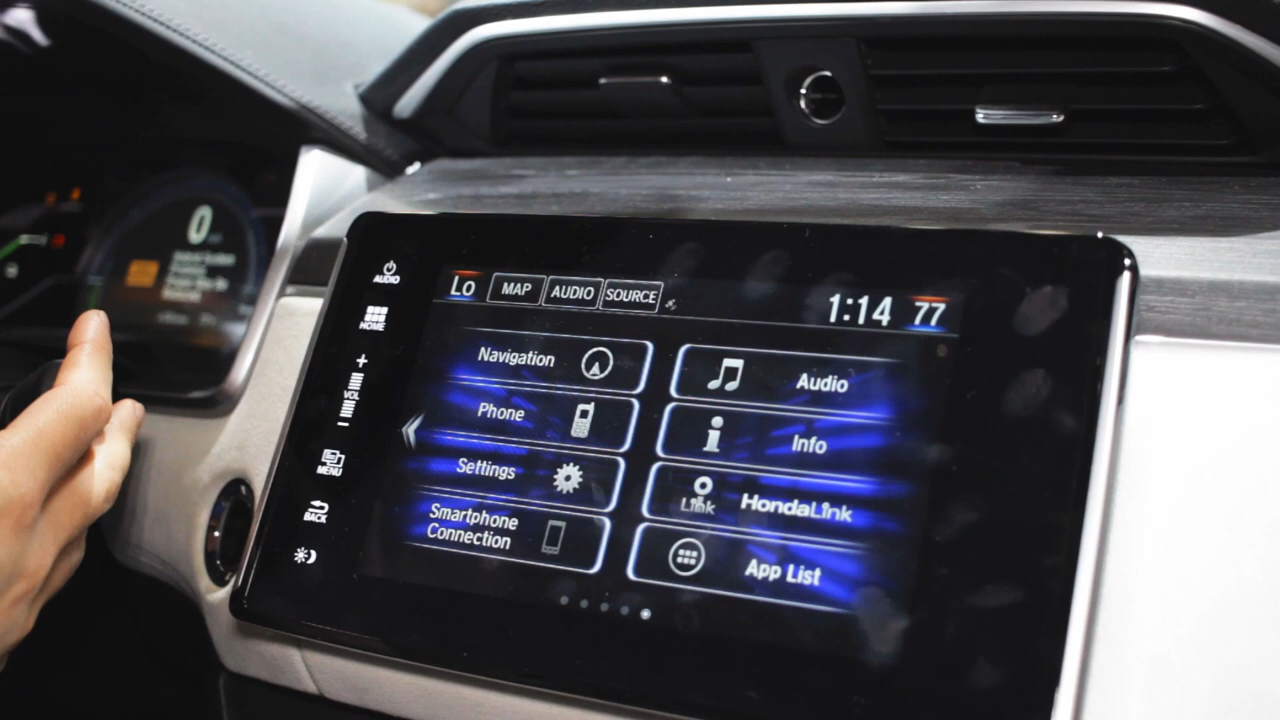 0
AUDIO
HOME
+
VOL
-
MENU
BACK
Lo MAP AUDIO SOURCE 1:14 77
Navigation
Phone
Settings
Smartphone
Connection
Audio
i Info
Link HondaLink
App List